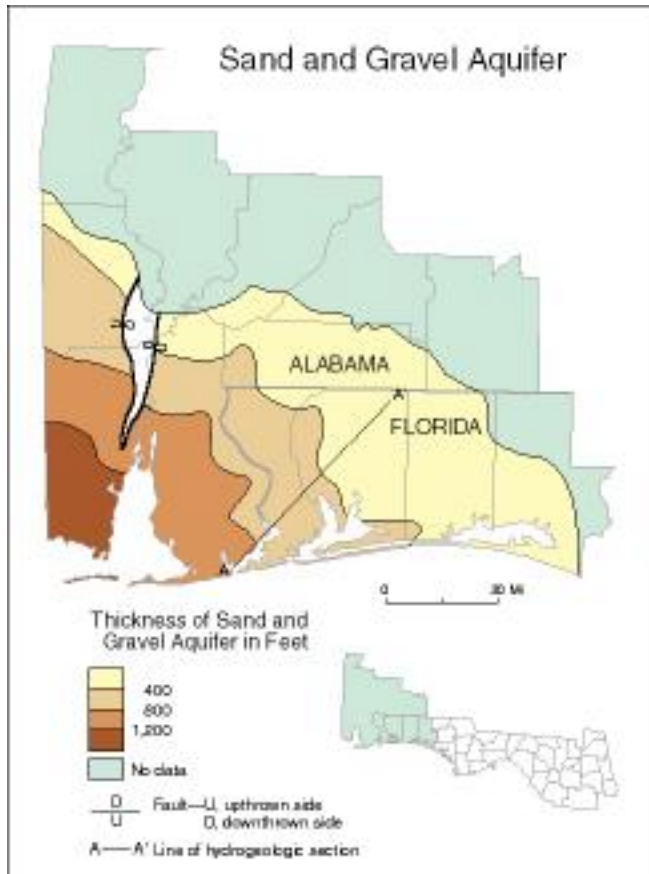 Sand and Gravel Aquifer
U D
D U
ALABAMA
A'
FLORIDA
A
0 30 Mi
Thickness of Sand and
Gravel Aquifer in Feet
400
800
1,200
No data
D
U
Fault—U, upthrown side
D, downthrown side
A—A' Line of hydrogeologic section